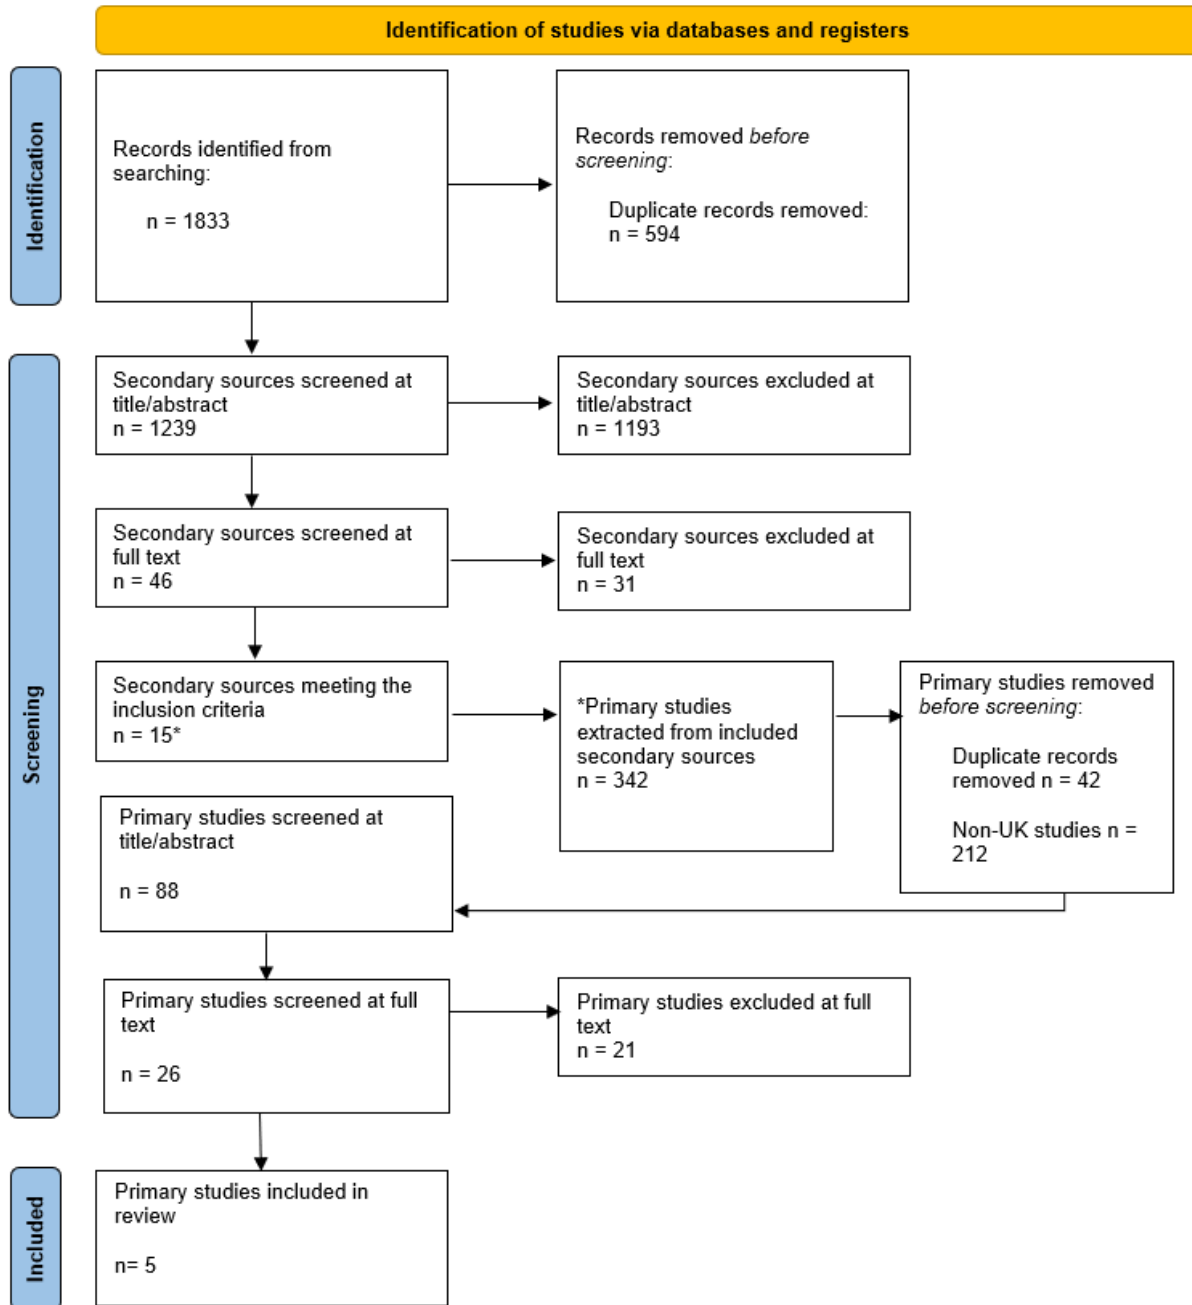 Identification of studies via databases and registers
Identification
Records identified from
searching:
n = 1833
Records removed before
screening:
Duplicate records removed:
n = 594
Screening
Secondary sources screened at
title/abstract
n = 1239
Secondary sources excluded at
title/abstract
n = 1193
Secondary sources screened at
full text
n = 46
Secondary sources excluded at
full text
n = 31
Secondary sources meeting the
inclusion criteria
n = 15*
*Primary studies
extracted from included
secondary sources
n = 342
Primary studies removed
before screening:
Duplicate records
removed n = 42
Non-UK studies n =
212
Primary studies screened at
title/abstract
n = 88
Primary studies screened at full
text
n = 26
Primary studies excluded at full
text
n = 21
Included
Primary studies included in
review
n= 5